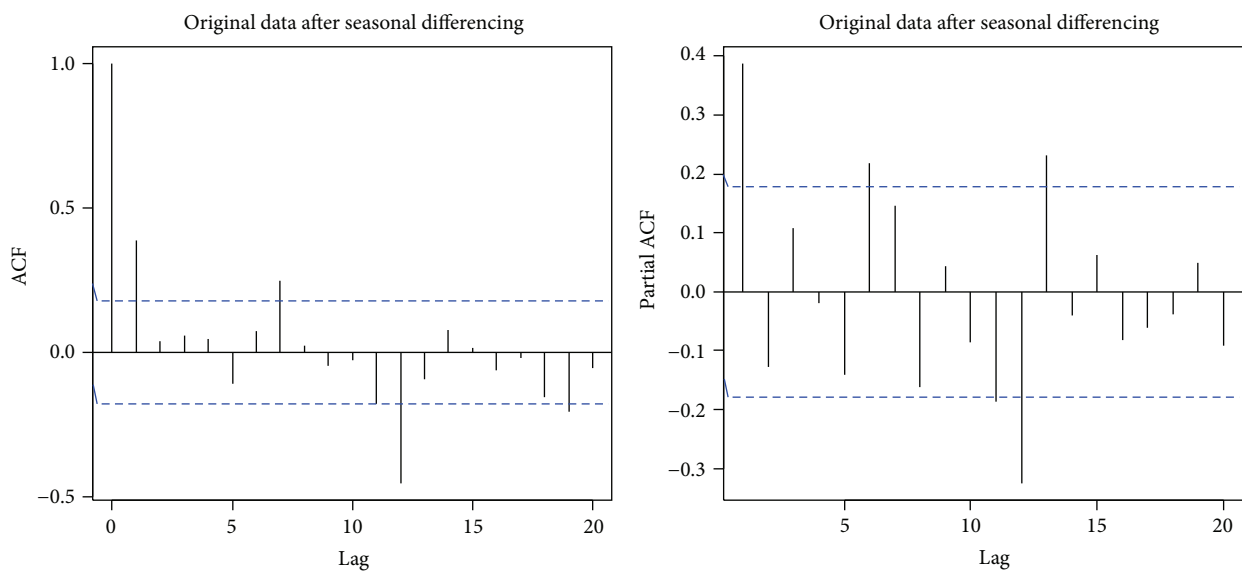 Original data after seasonal differencing
ACF
1.0
0.5
0.0
−0.5
0 5 10 15 20
Lag
Original data after seasonal differencing
Partial ACF
0.4
0.3
0.2
0.1
0.0
−0.1
−0.2
−0.3
5 10 15 20
Lag